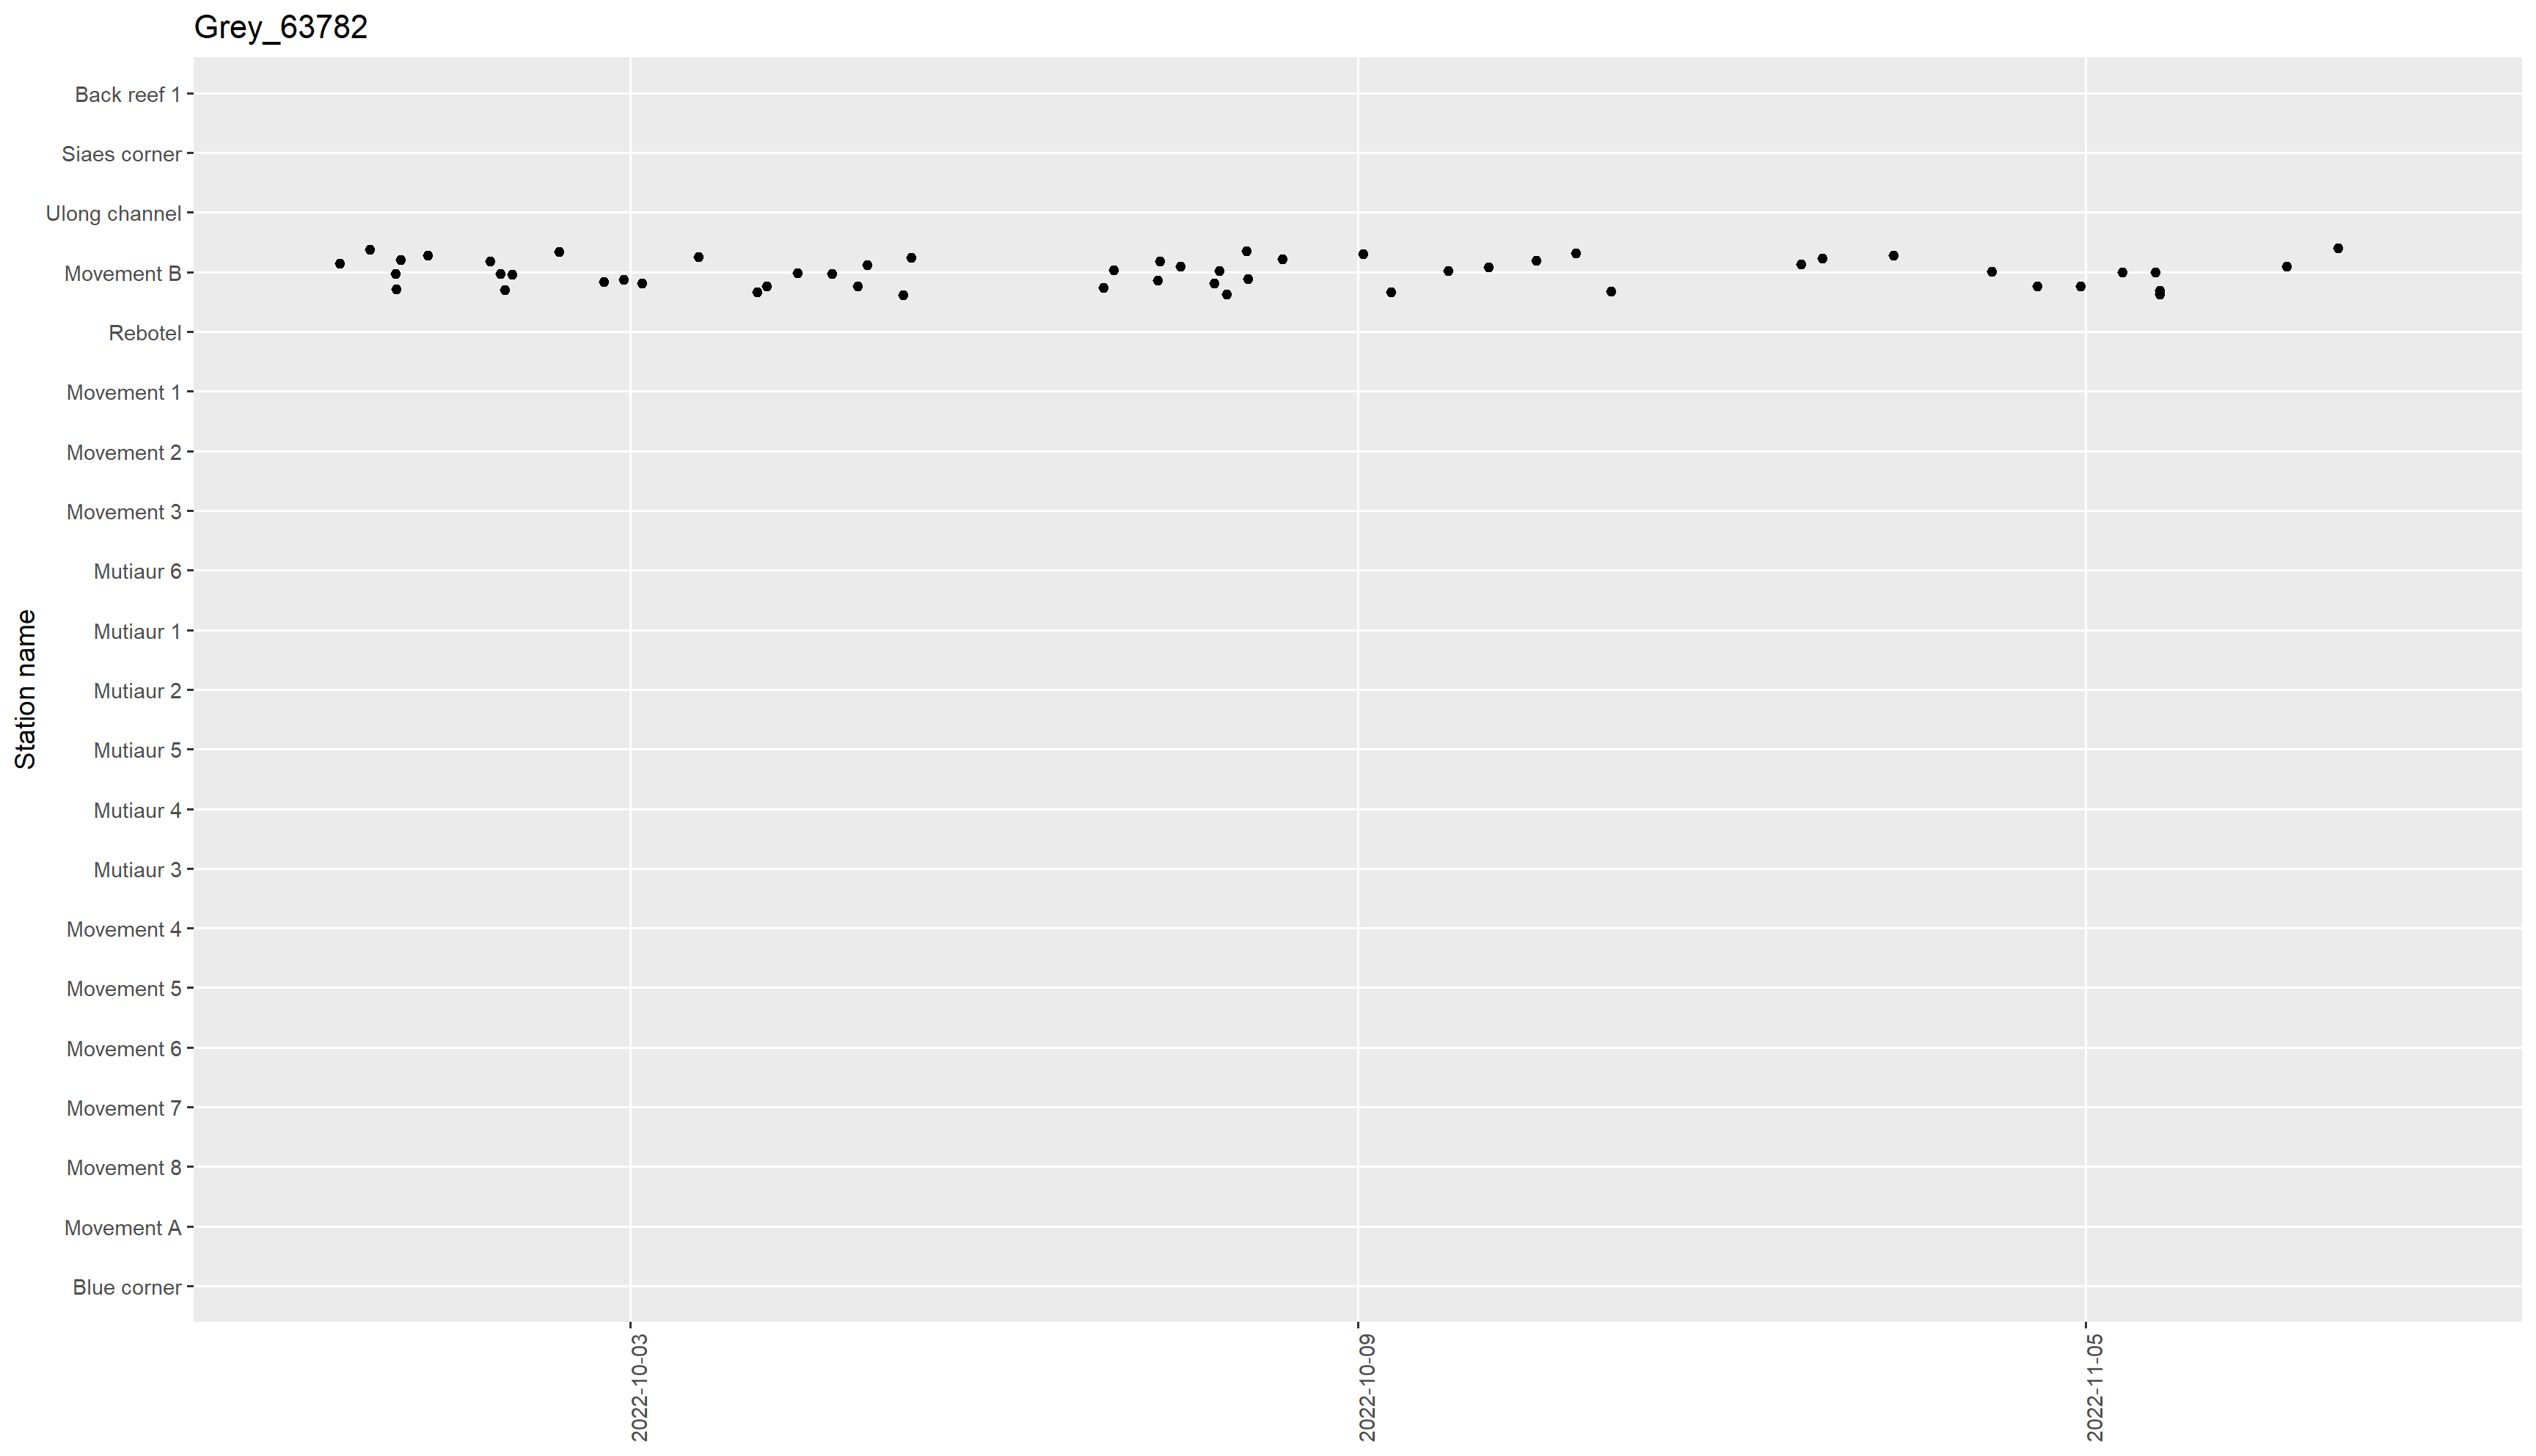 Grey_63782
Station name
Back reef 1
Siaes corner
Ulong channel
Movement B
Rebotel
Movement 1
Movement 2
Movement 3
Mutiaur 6
Mutiaur 1
Mutiaur 2
Mutiaur 5
Mutiaur 4
Mutiaur 3
Movement 4
Movement 5
Movement 6
Movement 7
Movement 8
Movement A
Blue corner
2022-10-03
2022-10-09
2022-11-05